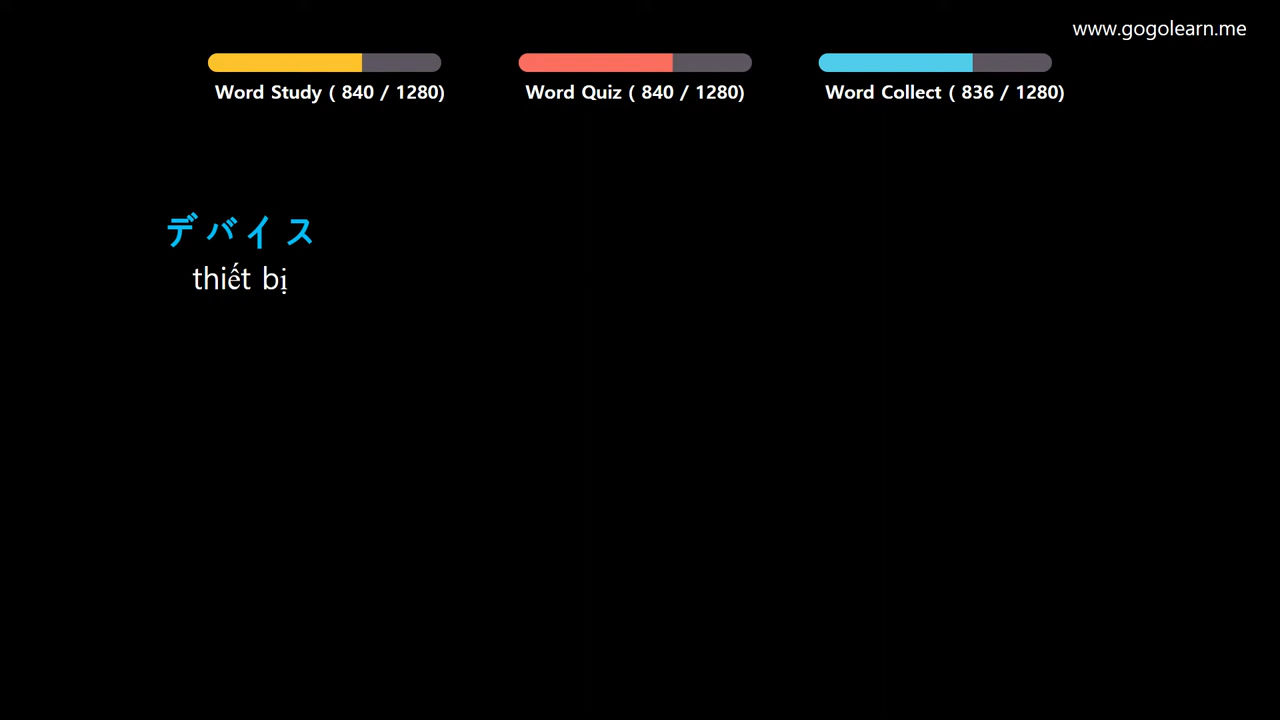 www.gogolearn.me
Word Study ( 840 / 1280)
Word Quiz ( 840 / 1280)
Word Collect ( 836 / 1280)
デバイス
thiết bị